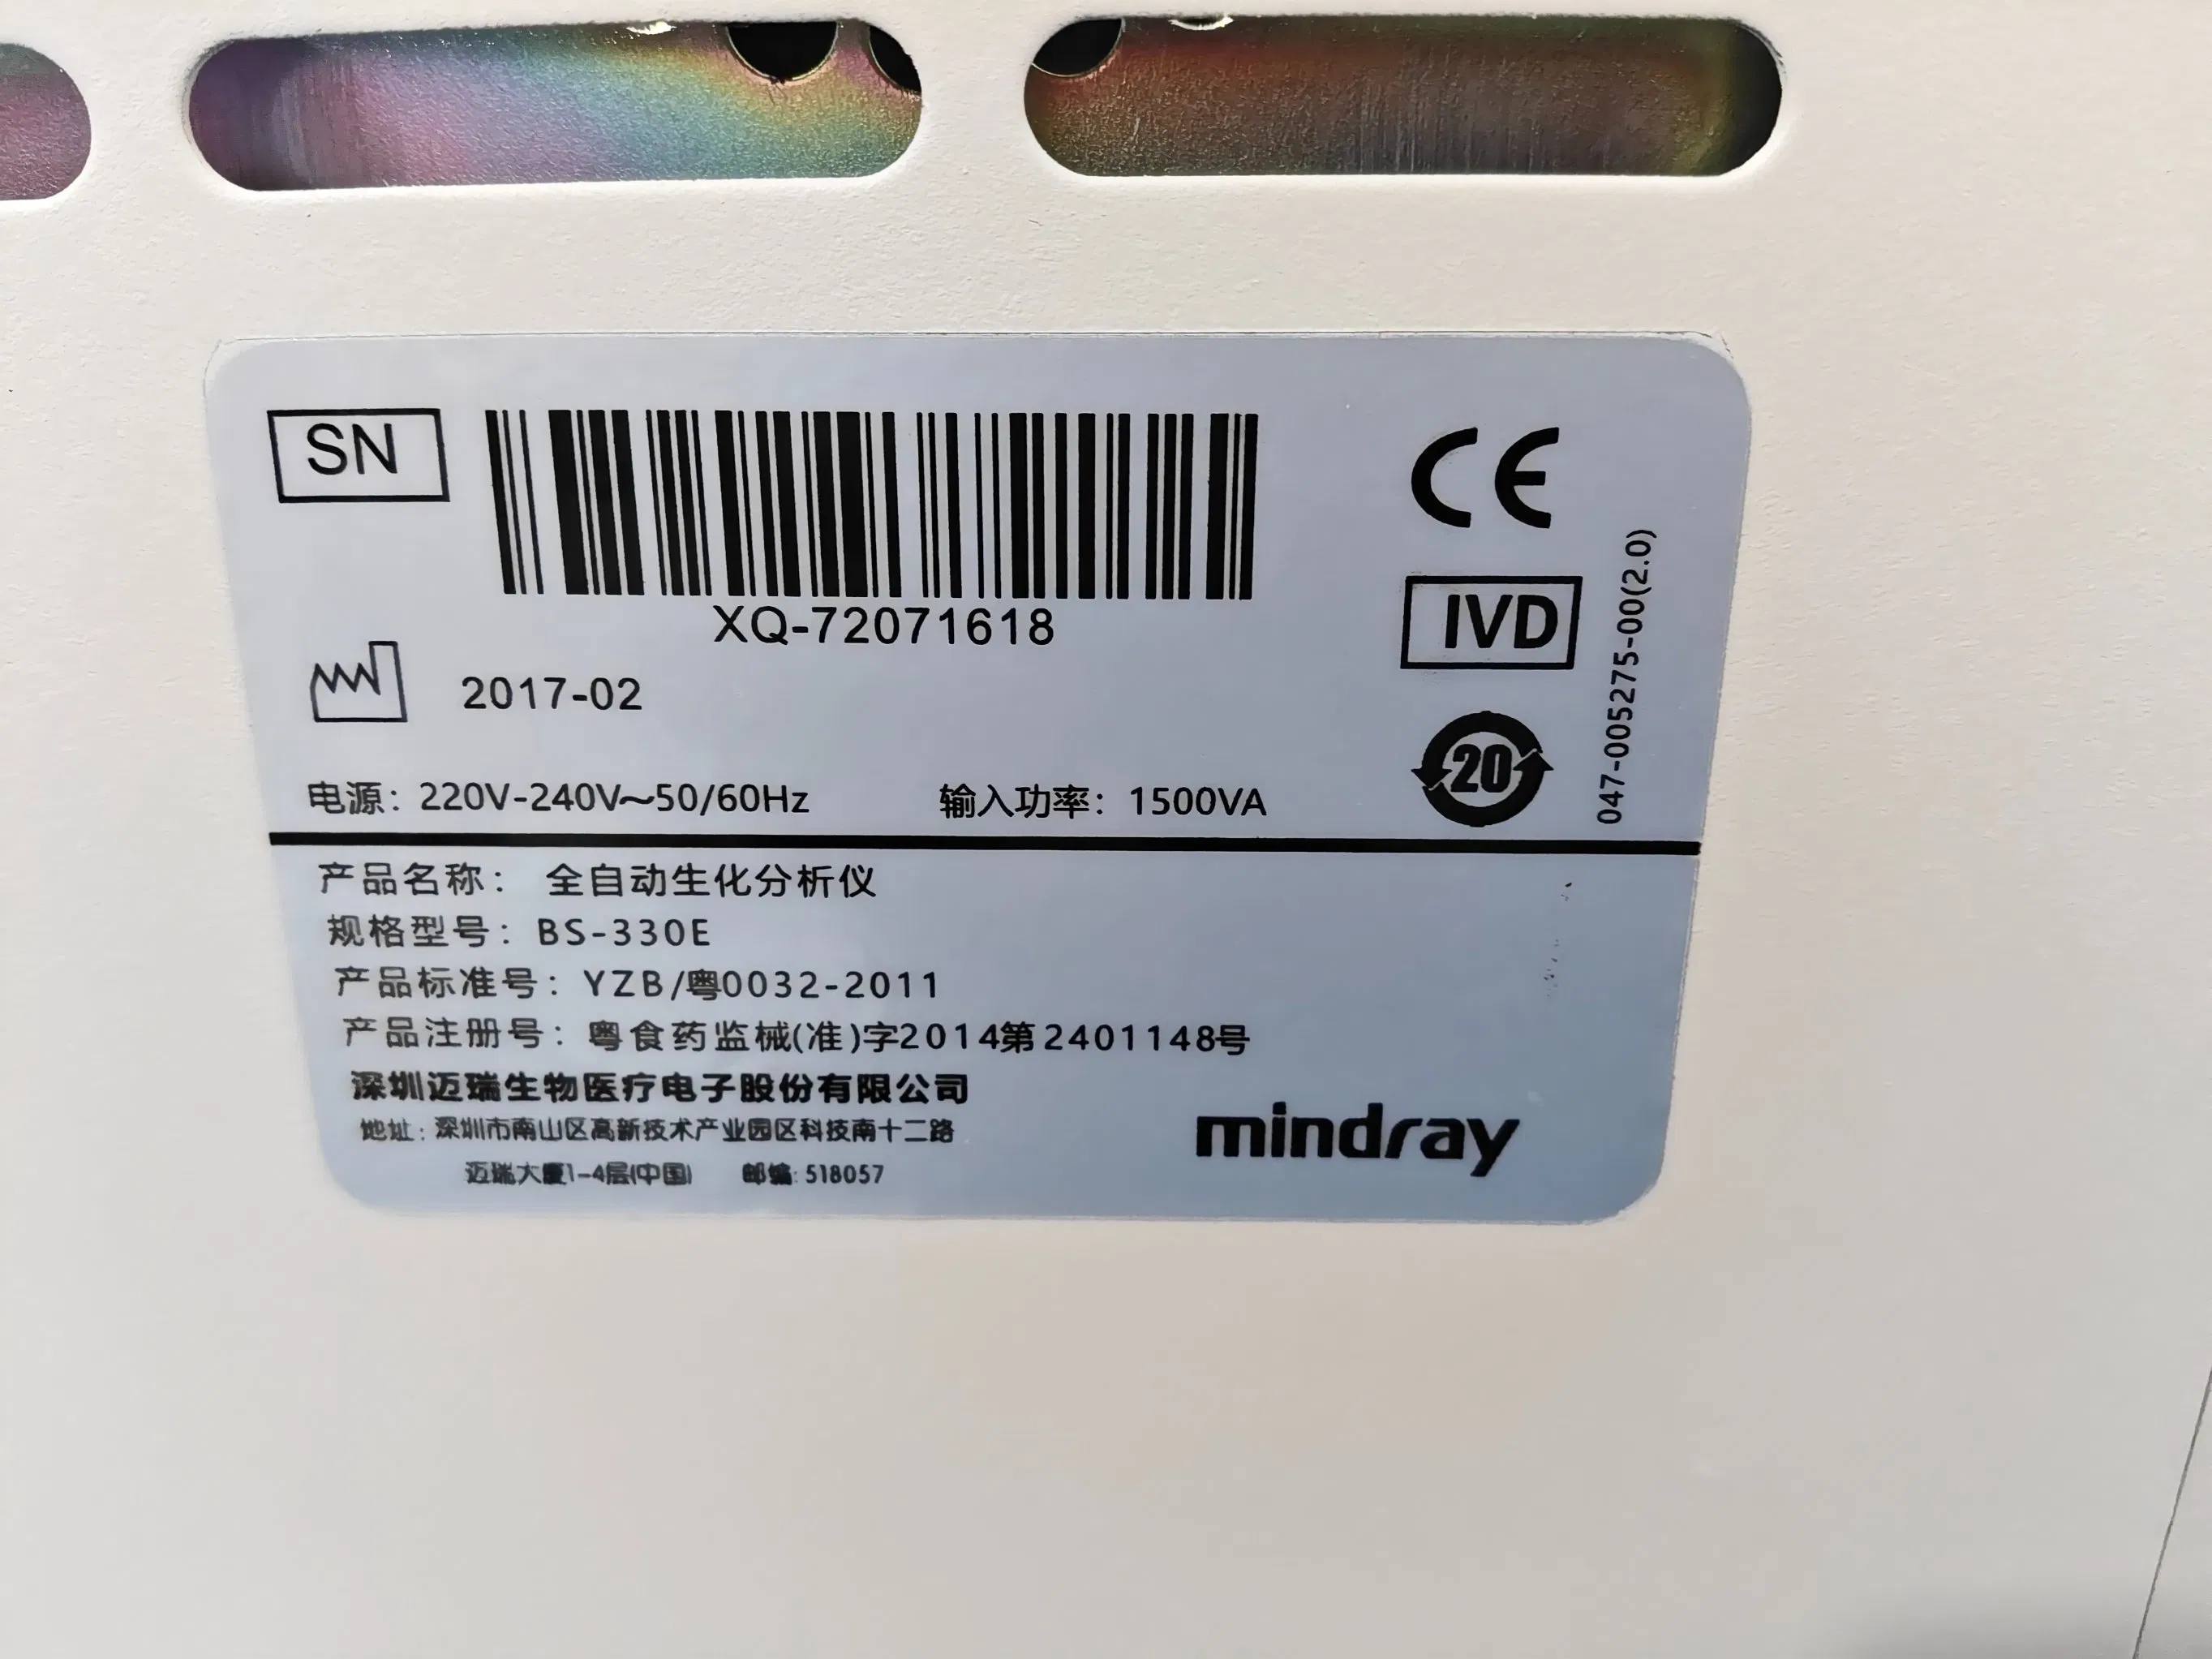 SN
XQ-72071618
2017-02
电源：220V-240V～50/60Hz 输入功率：1500VA
CE
IVD
20
047-005275-00(2.0)
产品名称： 全自动生化分析仪
规格型号：BS-330E
产品标准号：YZB/粤0032-2011
产品注册号：粤食药监械(准)字2014第2401148号
深圳迈瑞生物医疗电子股份有限公司
地址：深圳市南山区高新技术产业园区科技南十二路
迈瑞大厦1-4层(中国) 邮编:518057
mindray